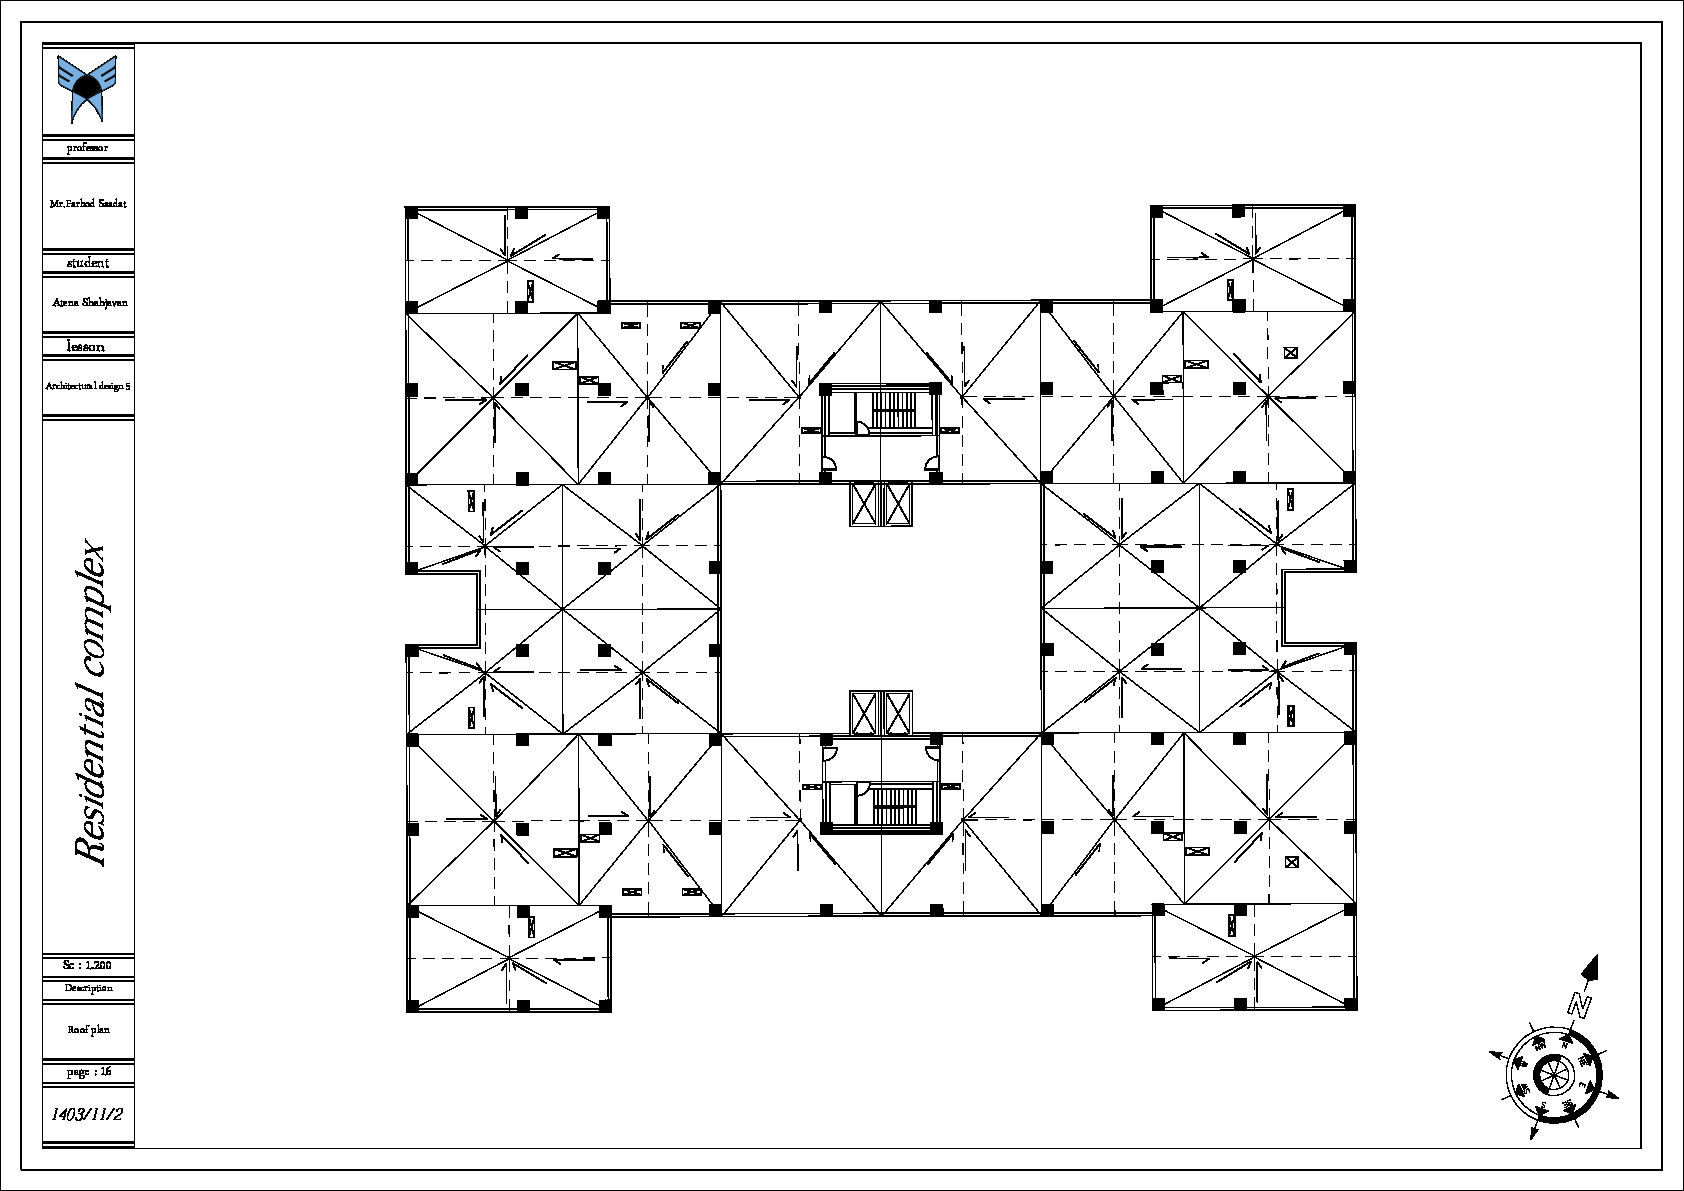 professor
Mr.Farhod Saadat
student
Atena Shahjavan
lesson
Architectural design 5
Residential complex
Sc : 1.200
Description
Roof plan
page : 16
1403/11/2
N
N
E
S